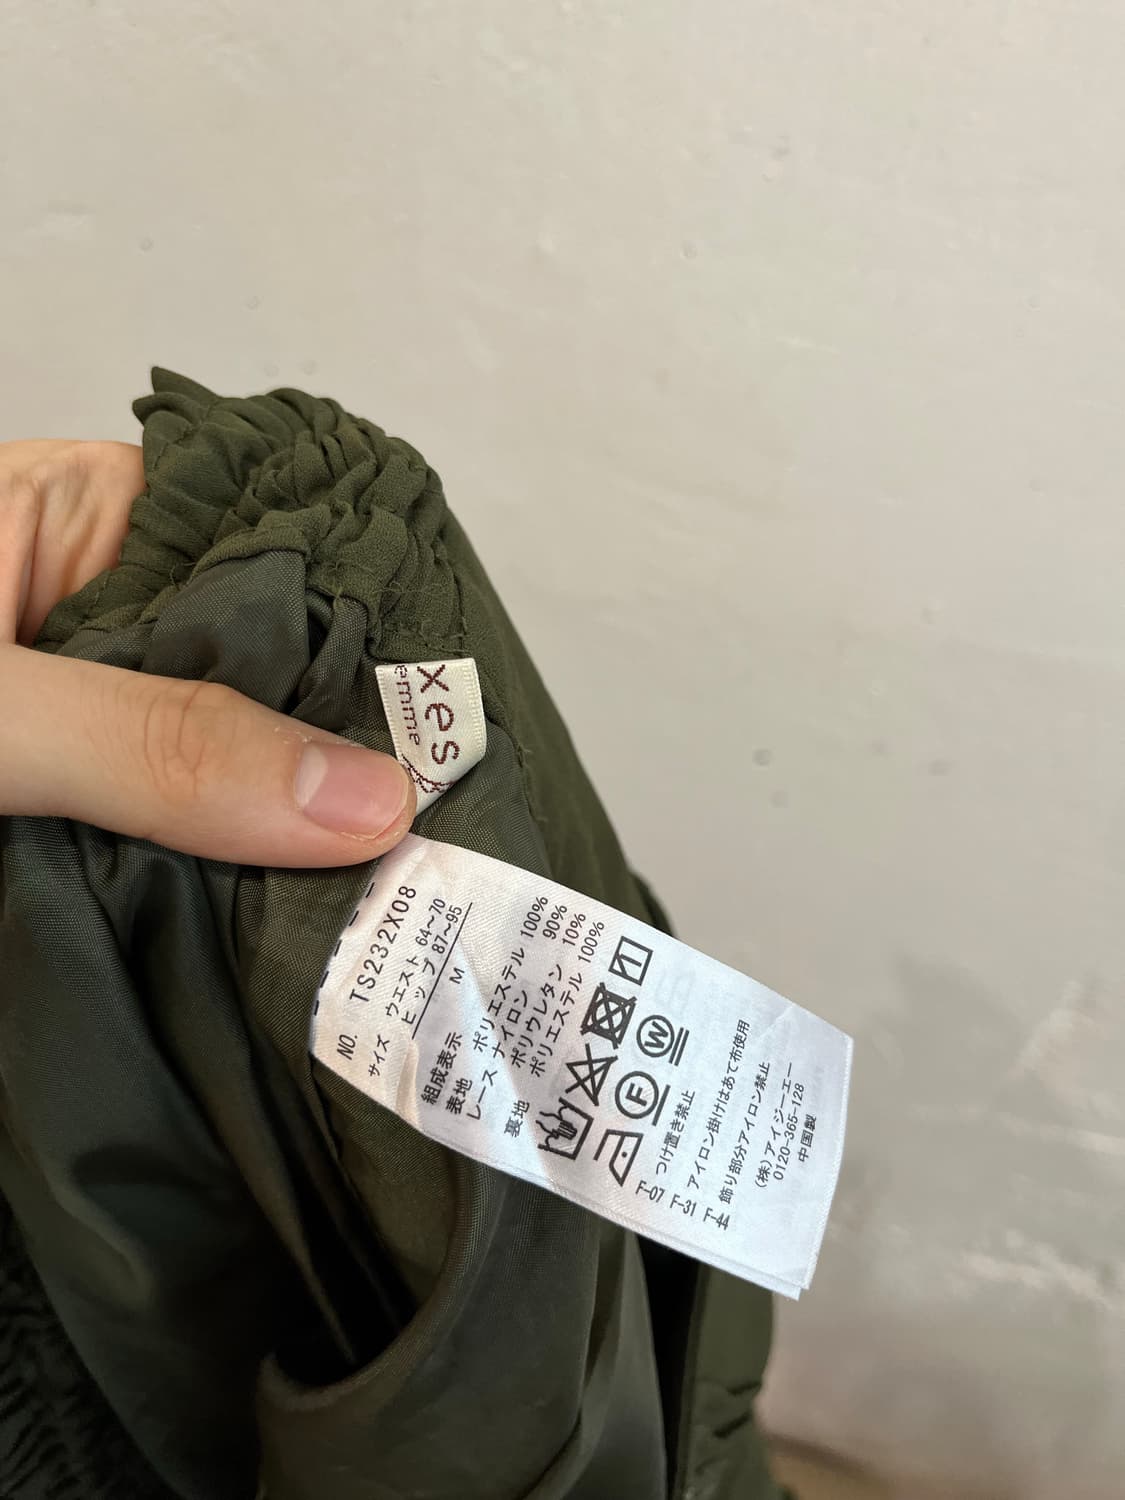 xes
emme
NO. TS232X08
サイズ ウエスト 64〜70
ヒップ 87〜95
M
組成表示
表地 ポリエステル 100%
レース ナイロン 90%
ポリウレタン 10%
裏地 ポリエステル 100%
F
W
T-07 つけ置き禁止
T-31 アイロン掛けはあて布使用
飾り部分アイロン禁止
(株)アイジーエー
0120-365-128
中国製